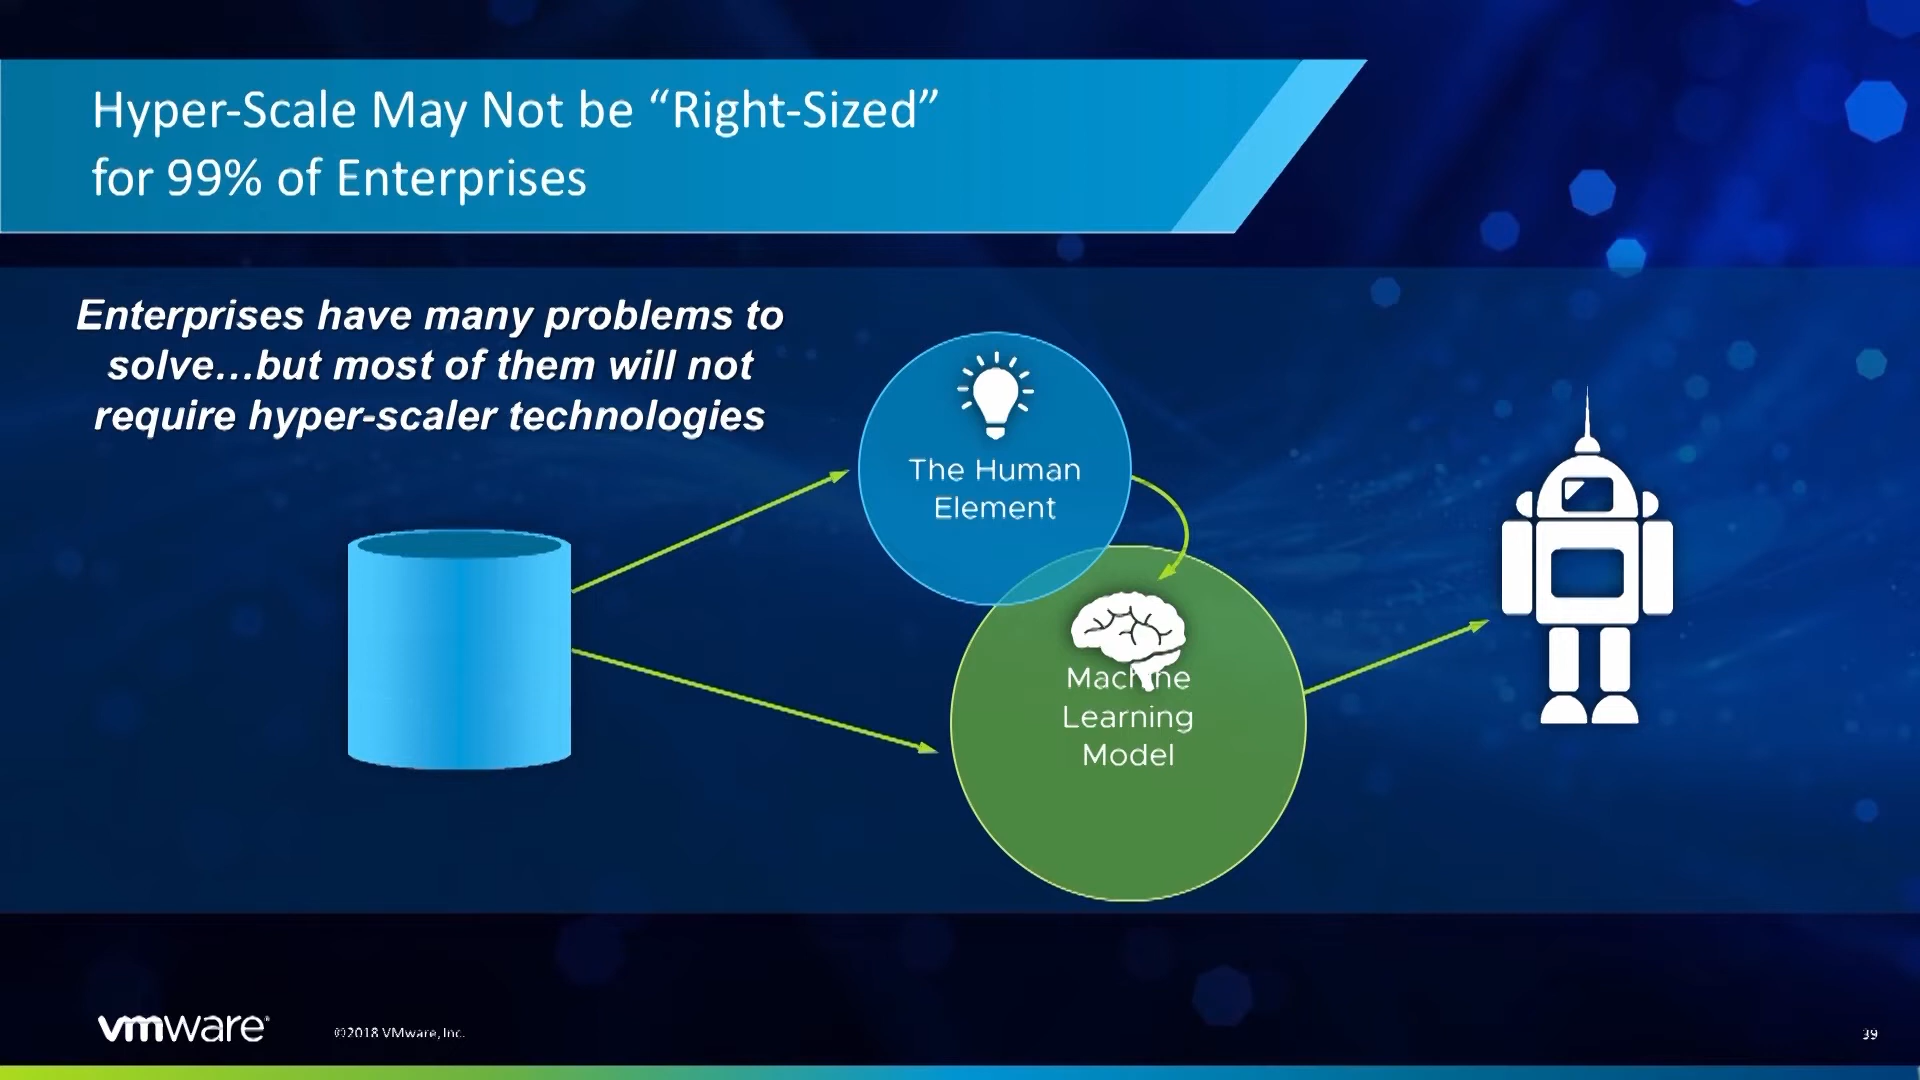 Hyper-Scale May Not be “Right-Sized”
for 99% of Enterprises
Enterprises have many problems to
solve...but most of them will not
require hyper-scaler technologies
The Human
Element
Machine
Learning
Model
vmware®
©2018 VMware, Inc.
39